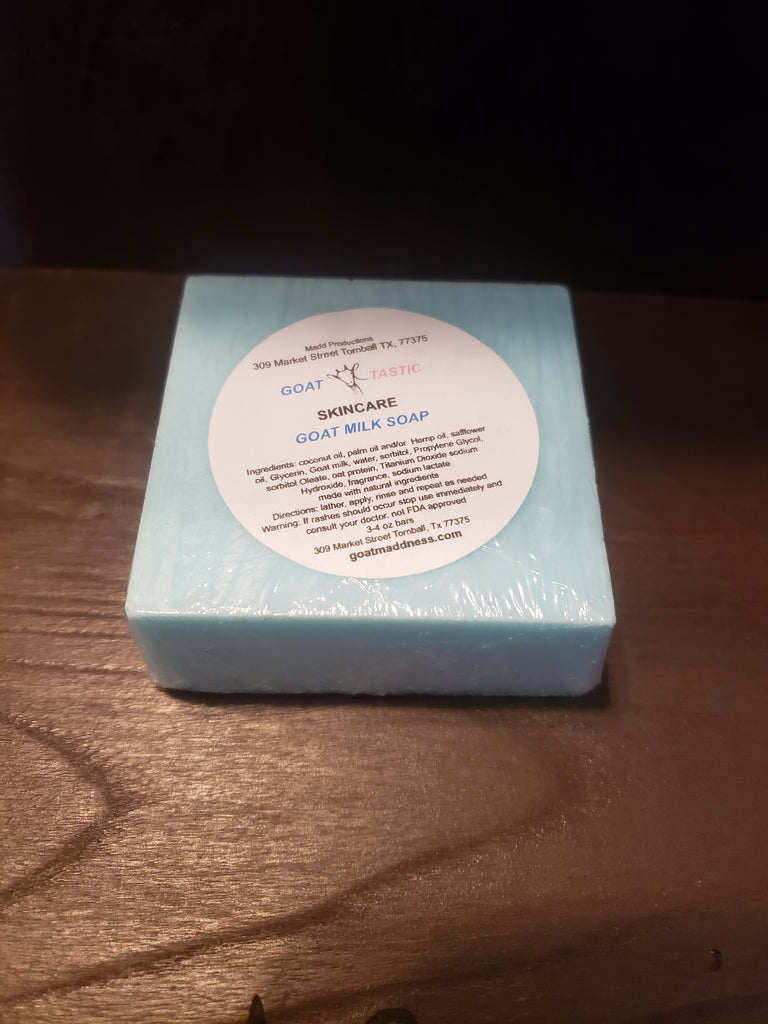 Madd Productions
309 Market Street Tomball TX, 77375
GOAT TASTIC
SKINCARE
GOAT MILK SOAP
Ingredients: coconut oil, palm oil and/or Hemp oil, safflower
oil, Glycerin, Goat milk, water, sorbitol, Propylene Glycol,
sorbitol Oleate, oat protein, Titanium Dioxide sodium
Hydroxide, fragrance, sodium lactate
made with natural ingredients
Directions: lather, apply, rinse and repeat as needed
Warning: If rashes should occur stop use immediately and
consult your doctor. not FDA approved
3-4 oz bars
309 Market Street Tomball, Tx 77375
goatmaddness.com